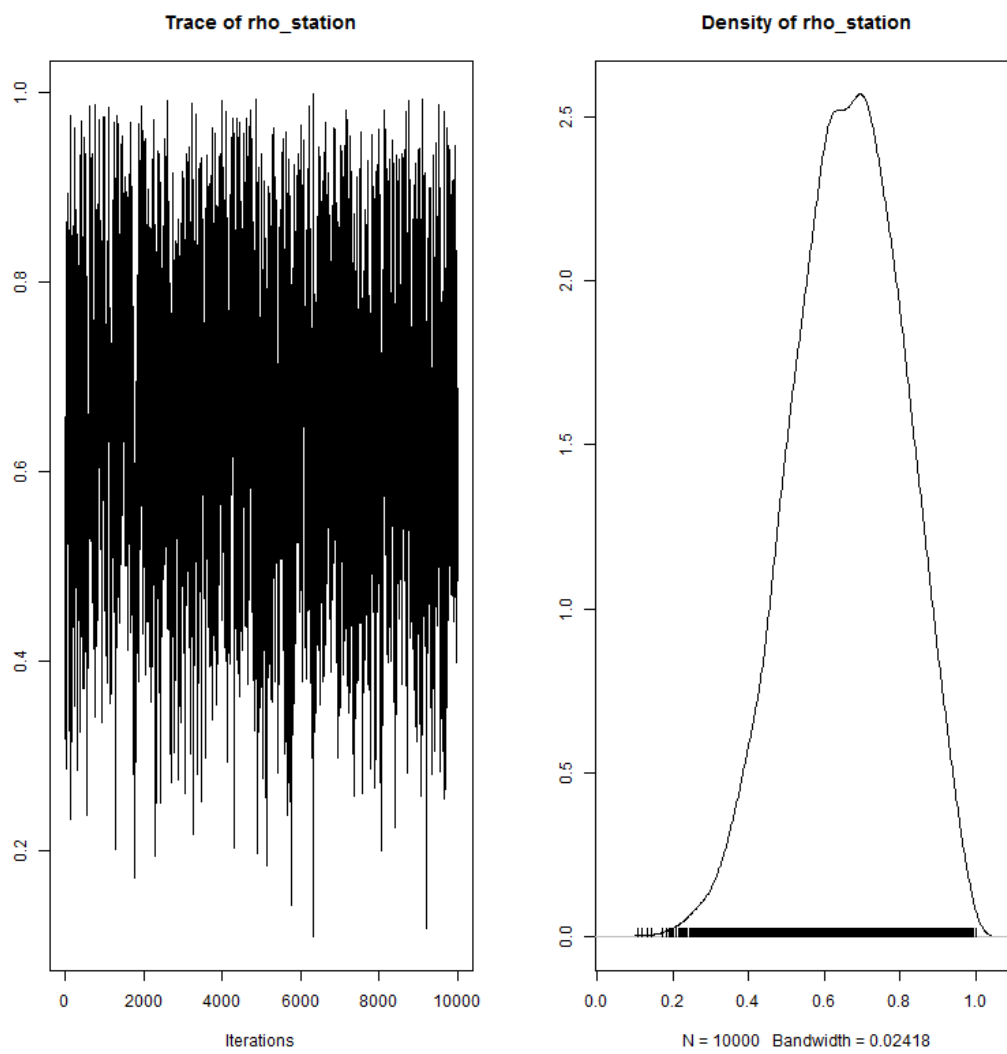 Trace of rho_station
1.0
0.8
0.6
0.4
0.2
0 2000 4000 6000 8000 10000
Iterations
Density of rho_station
2.5
2.0
1.5
1.0
0.5
0.0
0.0 0.2 0.4 0.6 0.8 1.0
N = 10000 Bandwidth = 0.02418